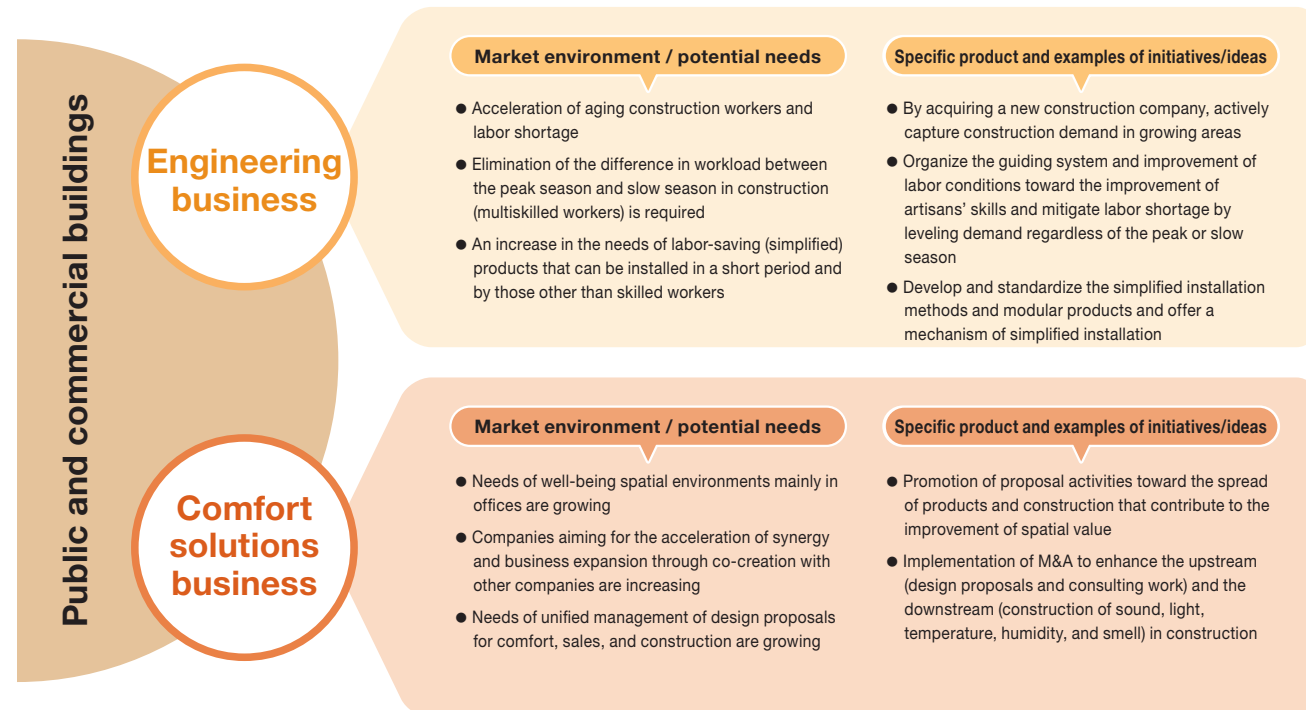 Public and commercial buildings
Engineering
business
Market environment / potential needs
● Acceleration of aging construction workers and
labor shortage
● Elimination of the difference in workload between
the peak season and slow season in construction
(multiskilled workers) is required
● An increase in the needs of labor-saving (simplified)
products that can be installed in a short period and
by those other than skilled workers
Specific product and examples of initiatives/ideas
● By acquiring a new construction company, actively
capture construction demand in growing areas
● Organize the guiding system and improvement of
labor conditions toward the improvement of
artisans’ skills and mitigate labor shortage by
leveling demand regardless of the peak or slow
season
● Develop and standardize the simplified installation
methods and modular products and offer a
mechanism of simplified installation
Comfort
solutions
business
Market environment / potential needs
● Needs of well-being spatial environments mainly in
offices are growing
● Companies aiming for the acceleration of synergy
and business expansion through co-creation with
other companies are increasing
● Needs of unified management of design proposals
for comfort, sales, and construction are growing
Specific product and examples of initiatives/ideas
● Promotion of proposal activities toward the spread
of products and construction that contribute to the
improvement of spatial value
● Implementation of M&A to enhance the upstream
(design proposals and consulting work) and the
downstream (construction of sound, light,
temperature, humidity, and smell) in construction